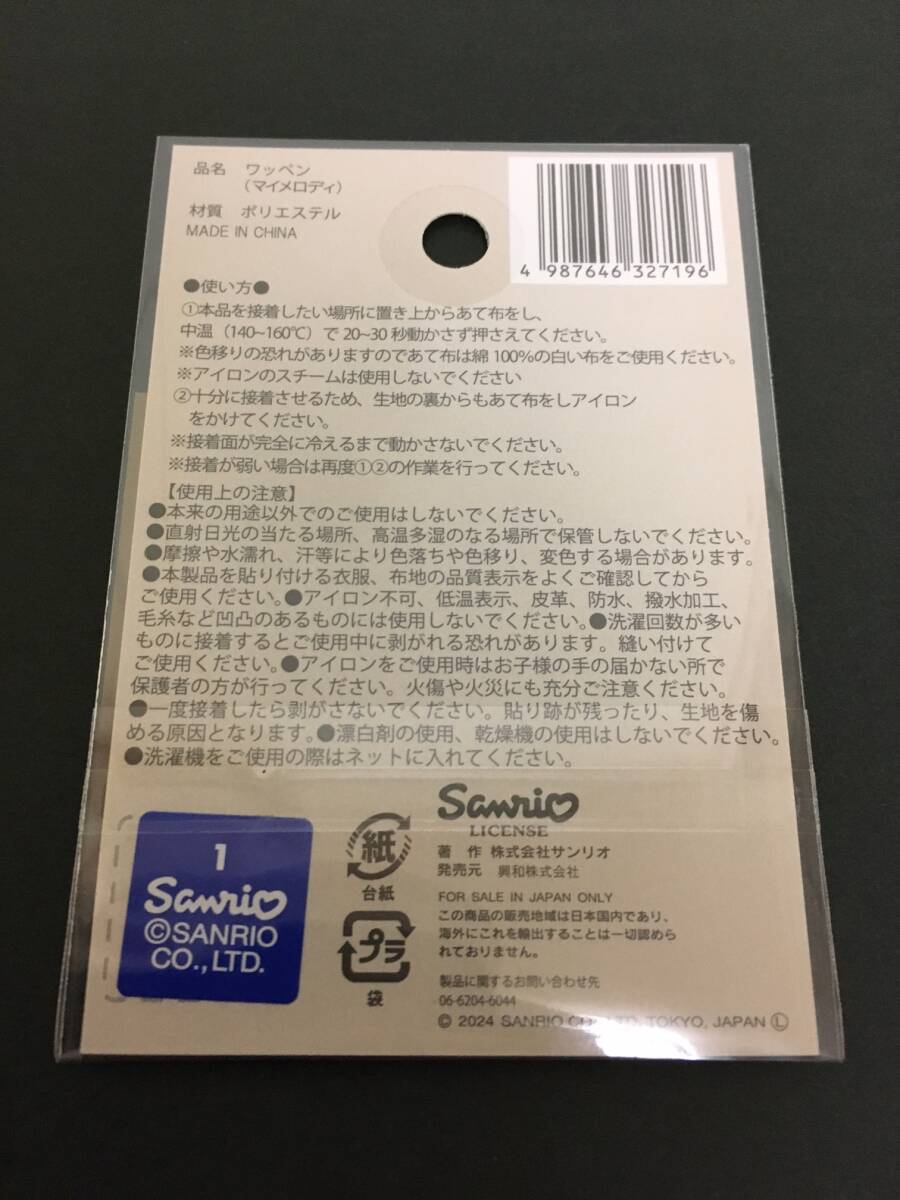 品名 ワッペン
（マイメロディ）
材質 ポリエステル
MADE IN CHINA
4 987646 327196
●使い方●
①本品を接着したい場所に置き上からあて布をし、
中温（140~160℃）で 20~30 秒動かさず押さえてください。
※色移りの恐れがありますのであて布は綿 100%の白い布をご使用ください。
※アイロンのスチームは使用しないでください
②十分に接着させるため、生地の裏からもあて布をしアイロン
をかけてください。
※接着面が完全に冷えるまで動かさないでください。
※接着が弱い場合は再度①②の作業を行ってください。
【使用上の注意】
●本来の用途以外でのご使用はしないでください。
●直射日光の当たる場所、高温多湿のなる場所で保管しないでください。
●摩擦や水濡れ、汗等により色落ちや色移り、変色する場合があります。
●本製品を貼り付ける衣服、布地の品質表示をよくご確認してから
ご使用ください。●アイロン不可、低温表示、皮革、防水、撥水加工、
毛糸など凹凸のあるものには使用しないでください。●洗濯回数が多い
ものに接着するとご使用中に剥がれる恐れがあります。縫い付けて
ご使用ください。●アイロンをご使用時はお子様の手の届かない所で
保護者の方が行ってください。火傷や火災にも充分ご注意ください。
●一度接着したら剥がさないでください。貼り跡が残ったり、生地を傷
める原因となります。●漂白剤の使用、乾燥機の使用はしないでください。
●洗濯機をご使用の際はネットに入れてください。
1
Sanrio
©SANRIO
CO.,LTD.
紙
台紙
プラ
袋
Sanrio
LICENSE
著 作 株式会社サンリオ
発売元 興和株式会社
FOR SALE IN JAPAN ONLY
この商品の販売地域は日本国内であり、
海外にこれを輸出することは一切認めら
れておりません。
製品に関するお問い合わせ先
06-6204-6044
© 2024 SANRIO CO., LTD. TOKYO, JAPAN Ⓛ